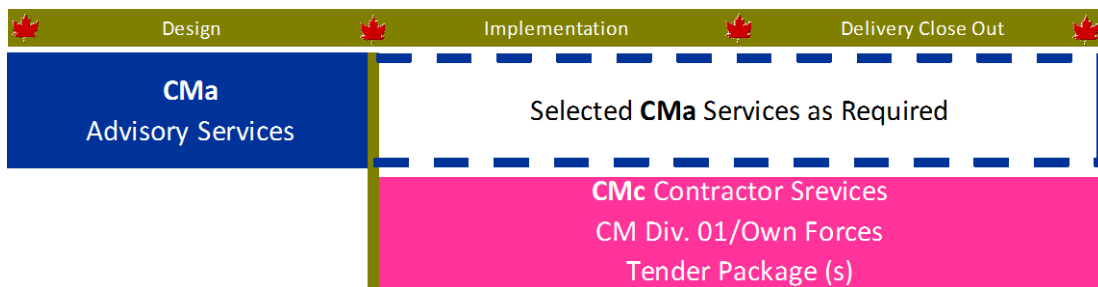 Design Implementation Delivery Close Out
CMa
Advisory Services
Selected CMa Services as Required
CMc Contractor Srevices
CM Div. 01/Own Forces
Tender Package (s)